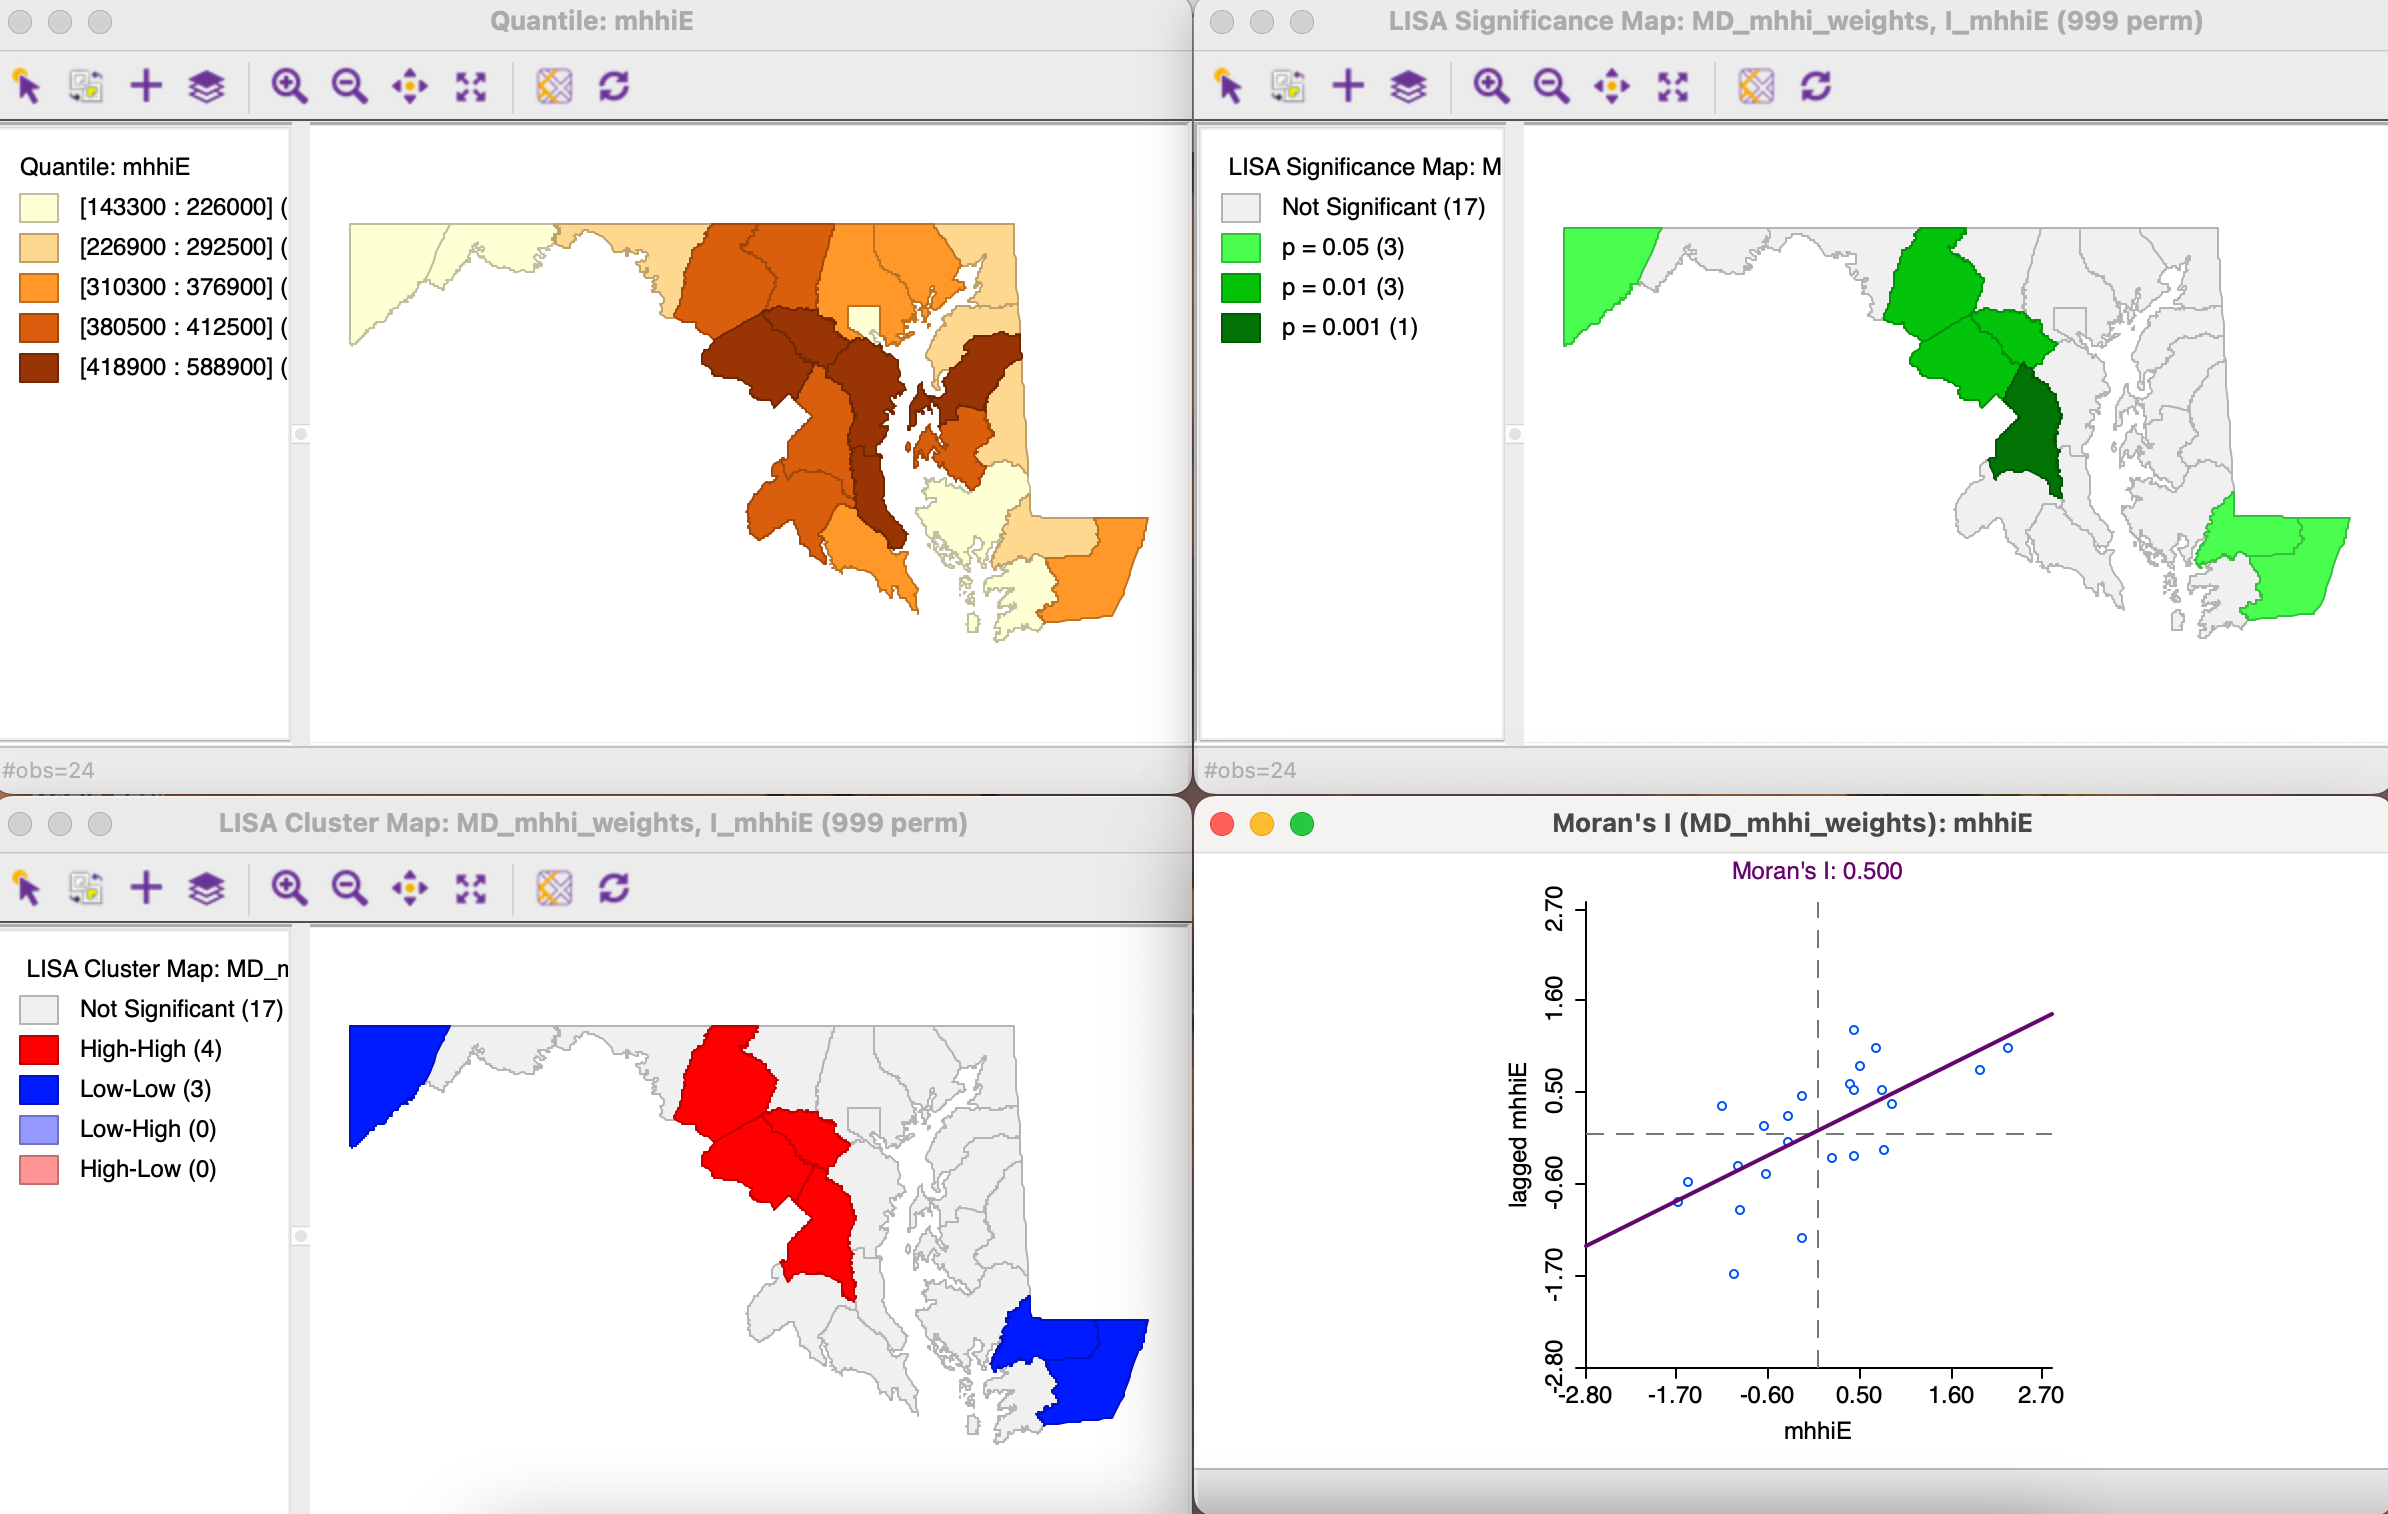 Quantile: mhhiE
Quantile: mhhiE
[143300 : 226000] (
[226900 : 292500] (
[310300 : 376900] (
[380500 : 412500] (
[418900 : 588900] (
#obs=24
LISA Significance Map: MD_mhhi_weights, I_mhhiE (999 perm)
LISA Significance Map: M
Not Significant (17)
p = 0.05 (3)
p = 0.01 (3)
p = 0.001 (1)
#obs=24
LISA Cluster Map: MD_mhhi_weights, I_mhhiE (999 perm)
LISA Cluster Map: MD_m
Not Significant (17)
High-High (4)
Low-Low (3)
Low-High (0)
High-Low (0)
Moran's I (MD_mhhi_weights): mhhiE
Moran's I: 0.500
2.70
1.60
0.50
-0.60
-1.70
-2.80
lagged mhhiE
-2.80 -1.70 -0.60 0.50 1.60 2.70
mhhiE